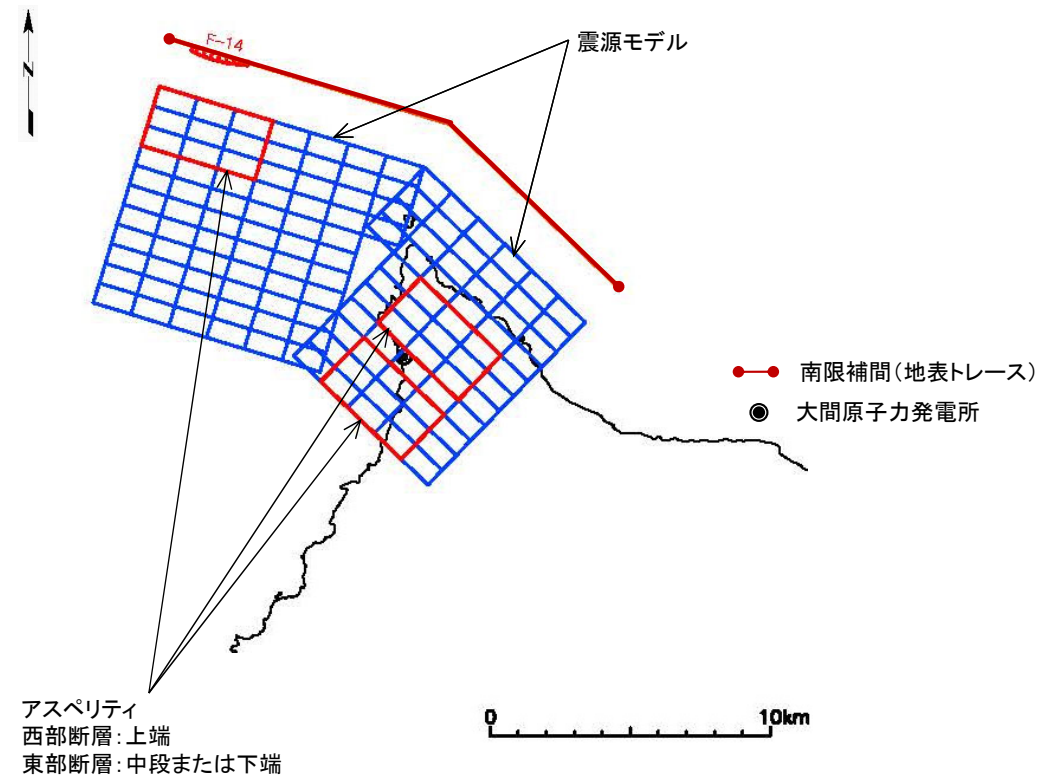 F-14
震源モデル
N
南限補間(地表トレース)
大間原子力発電所
アスペリティ
西部断層:上端
東部断層:中段または下端
0 10km